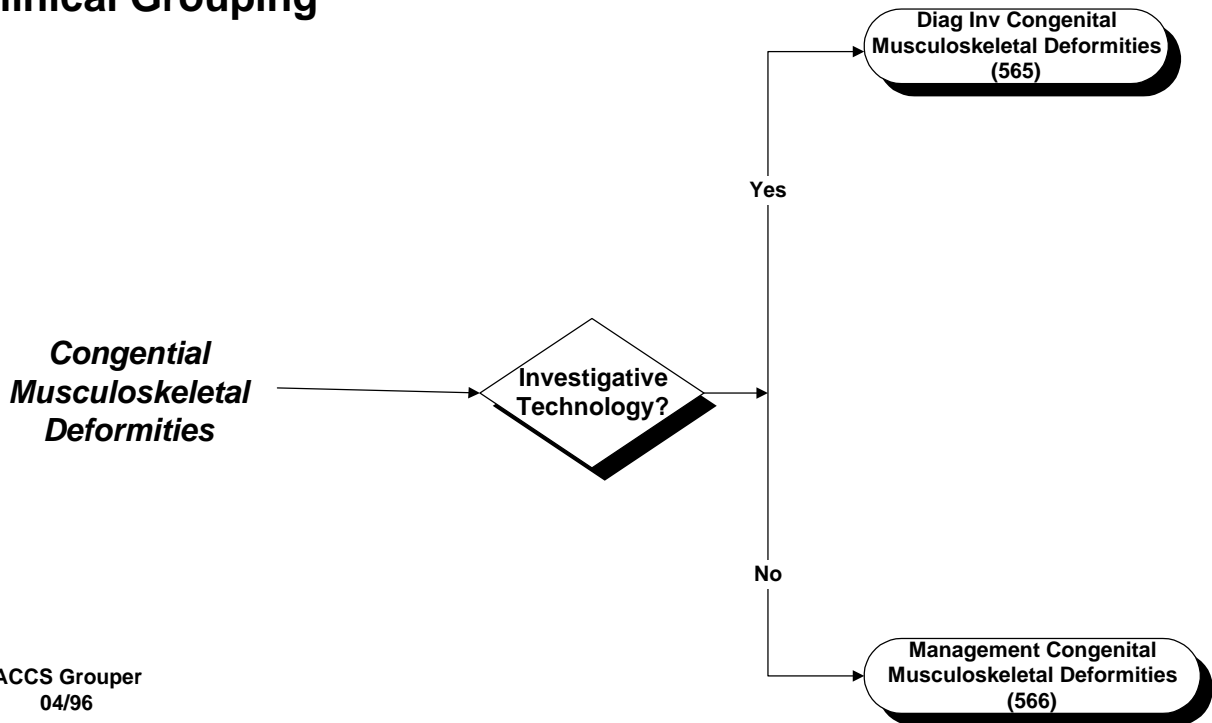 linical Grouping
Diag Inv Congenital
Musculoskeletal Deformities
(565)
Yes
Congential
Musculoskeletal
Deformities
Investigative
Technology?
No
Management Congenital
Musculoskeletal Deformities
(566)
ACCS Grouper
04/96